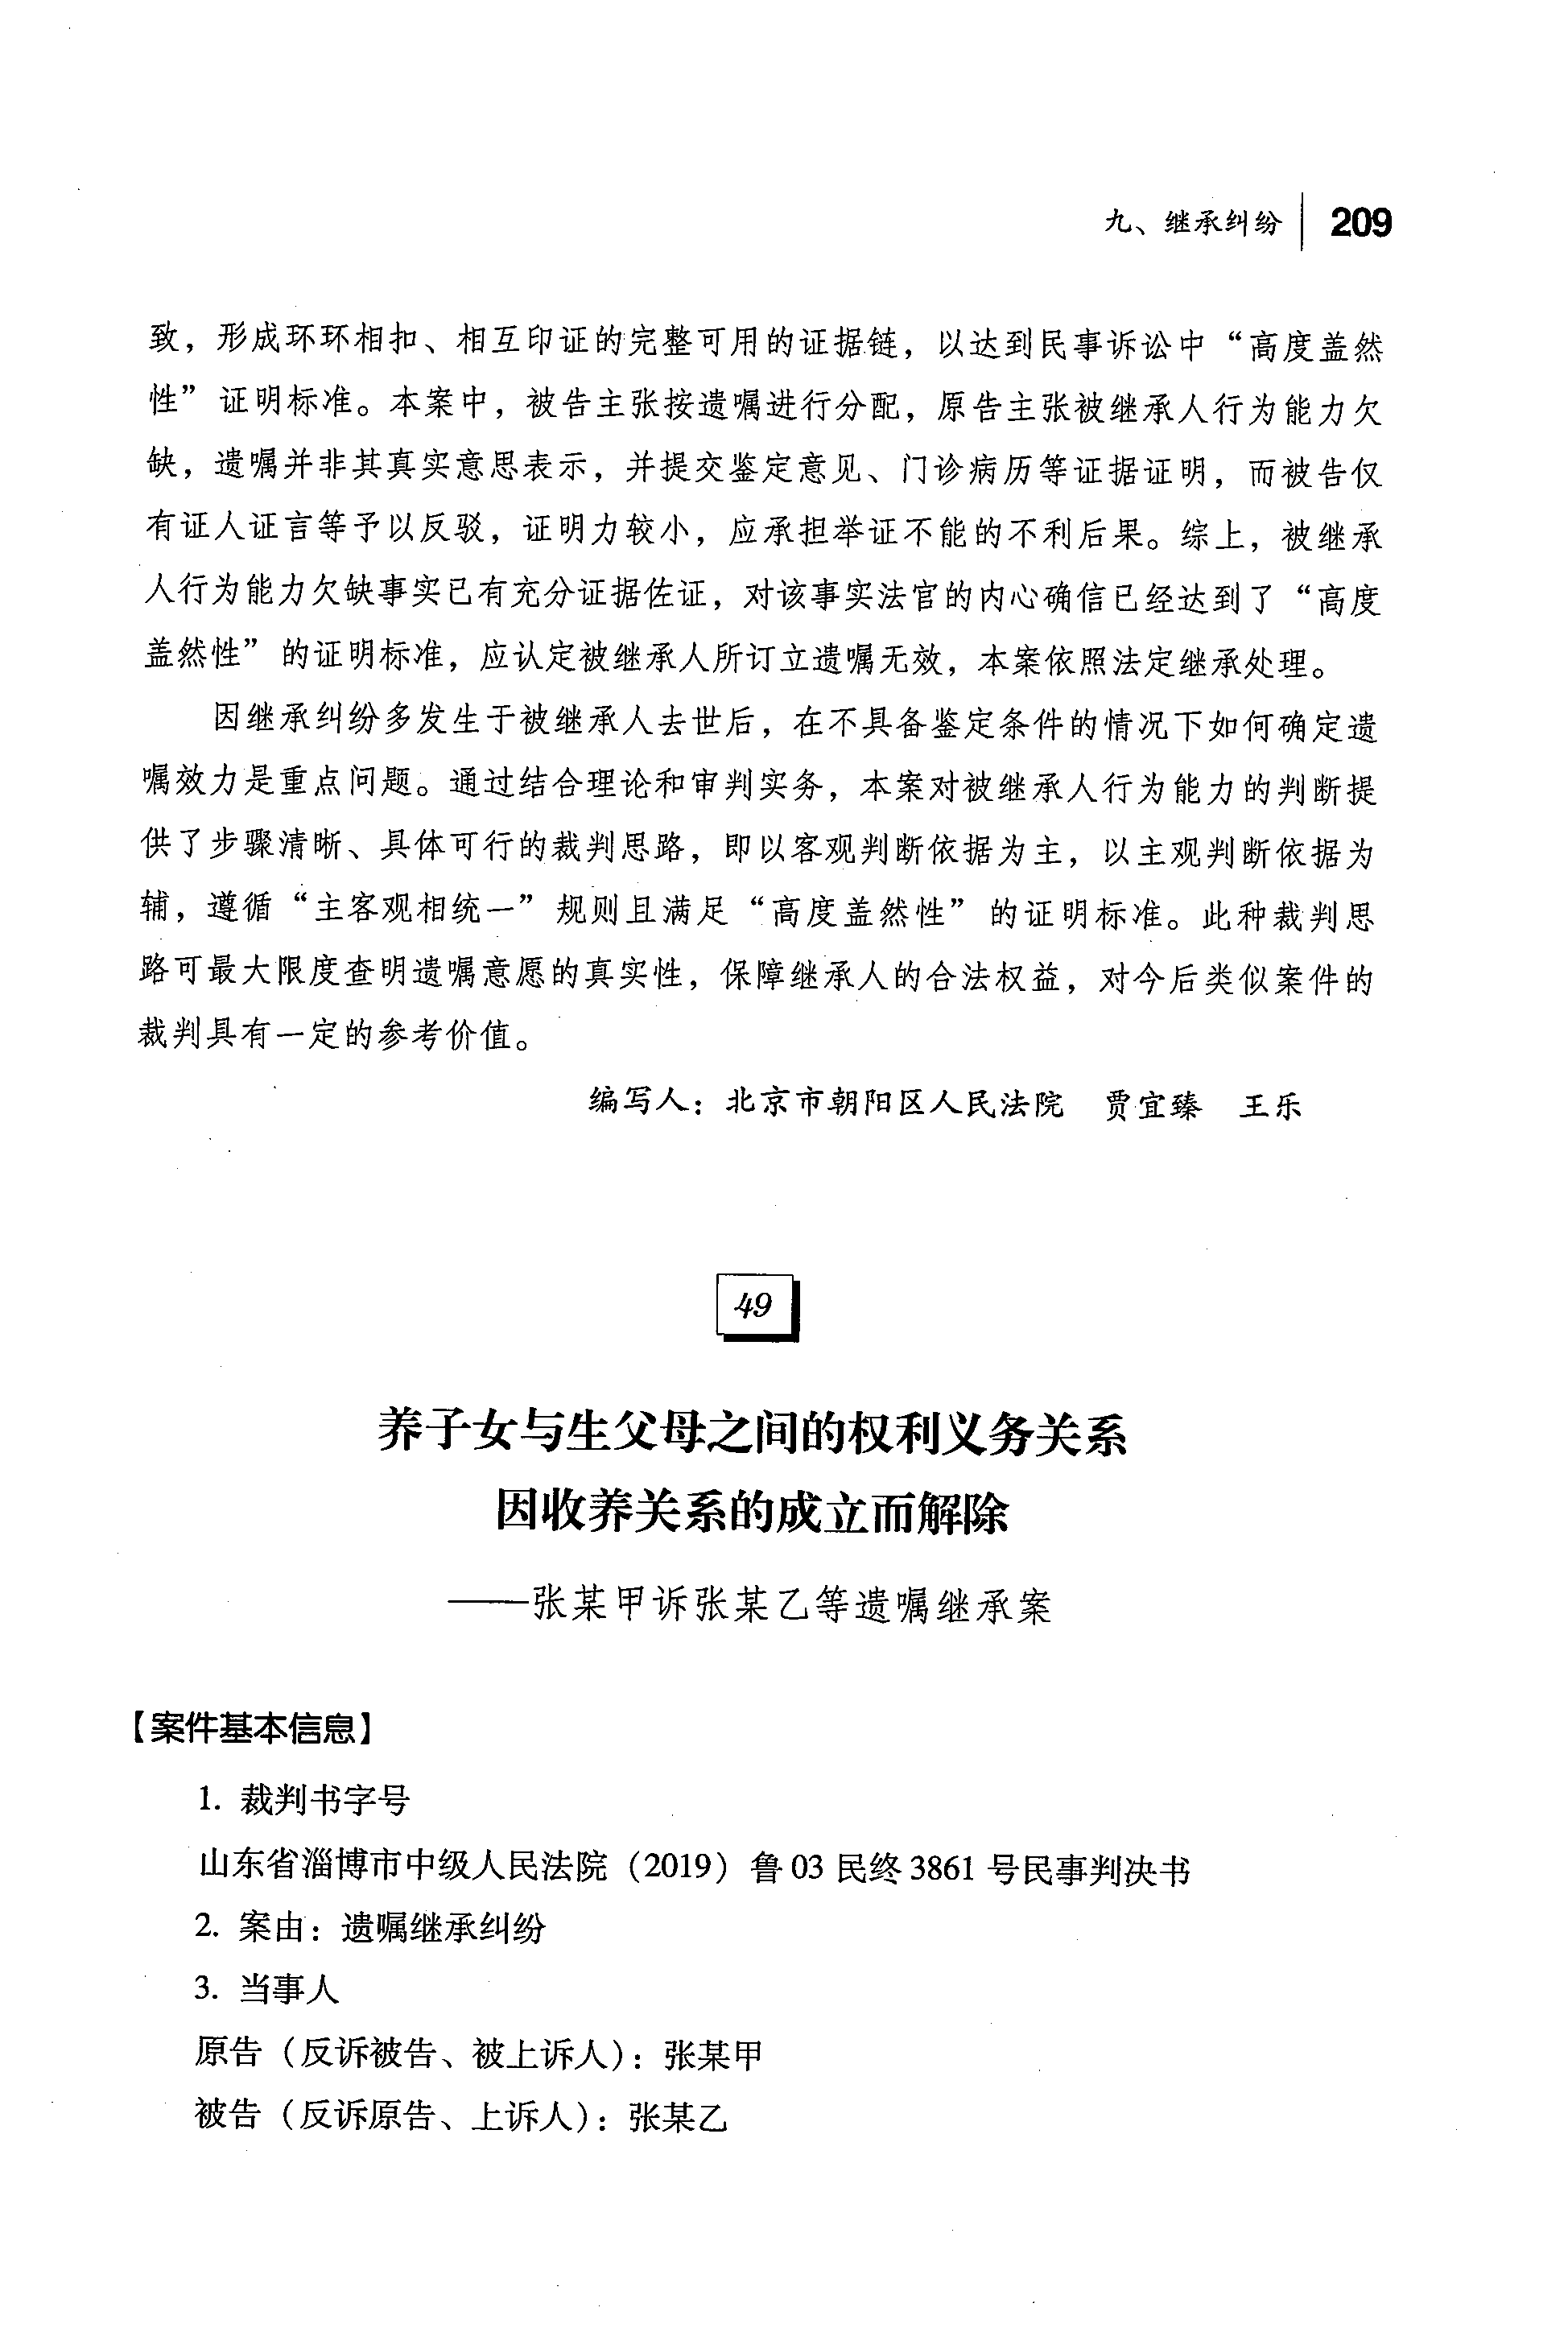 九、继承纠纷 209
致，形成环环相扣、相互印证的完整可用的证据链，以达到民事诉讼中“高度盖然
性”证明标准。本案中，被告主张按遗嘱进行分配，原告主张被继承人行为能力欠
缺，遗嘱并非其真实意思表示，并提交鉴定意见、门诊病历等证据证明，而被告仅
有证人证言等予以反驳，证明力较小，应承担举证不能的不利后果。综上，被继承
人行为能力欠缺事实已有充分证据佐证，对该事实法官的内心确信已经达到了“高度
盖然性”的证明标准，应认定被继承人所订立遗嘱无效，本案依照法定继承处理。
因继承纠纷多发生于被继承人去世后，在不具备鉴定条件的情况下如何确定遗
嘱效力是重点问题。通过结合理论和审判实务，本案对被继承人行为能力的判断提
供了步骤清晰、具体可行的裁判思路，即以客观判断依据为主，以主观判断依据为
辅，遵循“主客观相统一”规则且满足“高度盖然性”的证明标准。此种裁判思
路可最大限度查明遗嘱意愿的真实性，保障继承人的合法权益，对今后类似案件的
裁判具有一定的参考价值。
编写人：北京市朝阳区人民法院 贾宜臻 王乐
49
养子女与生父母之间的权利义务关系
因收养关系的成立而解除
——张某甲诉张某乙等遗嘱继承案
【案件基本信息】
1. 裁判书字号
山东省淄博市中级人民法院（2019）鲁03民终3861号民事判决书
2. 案由：遗嘱继承纠纷
3. 当事人
原告（反诉被告、被上诉人）：张某甲
被告（反诉原告、上诉人）：张某乙